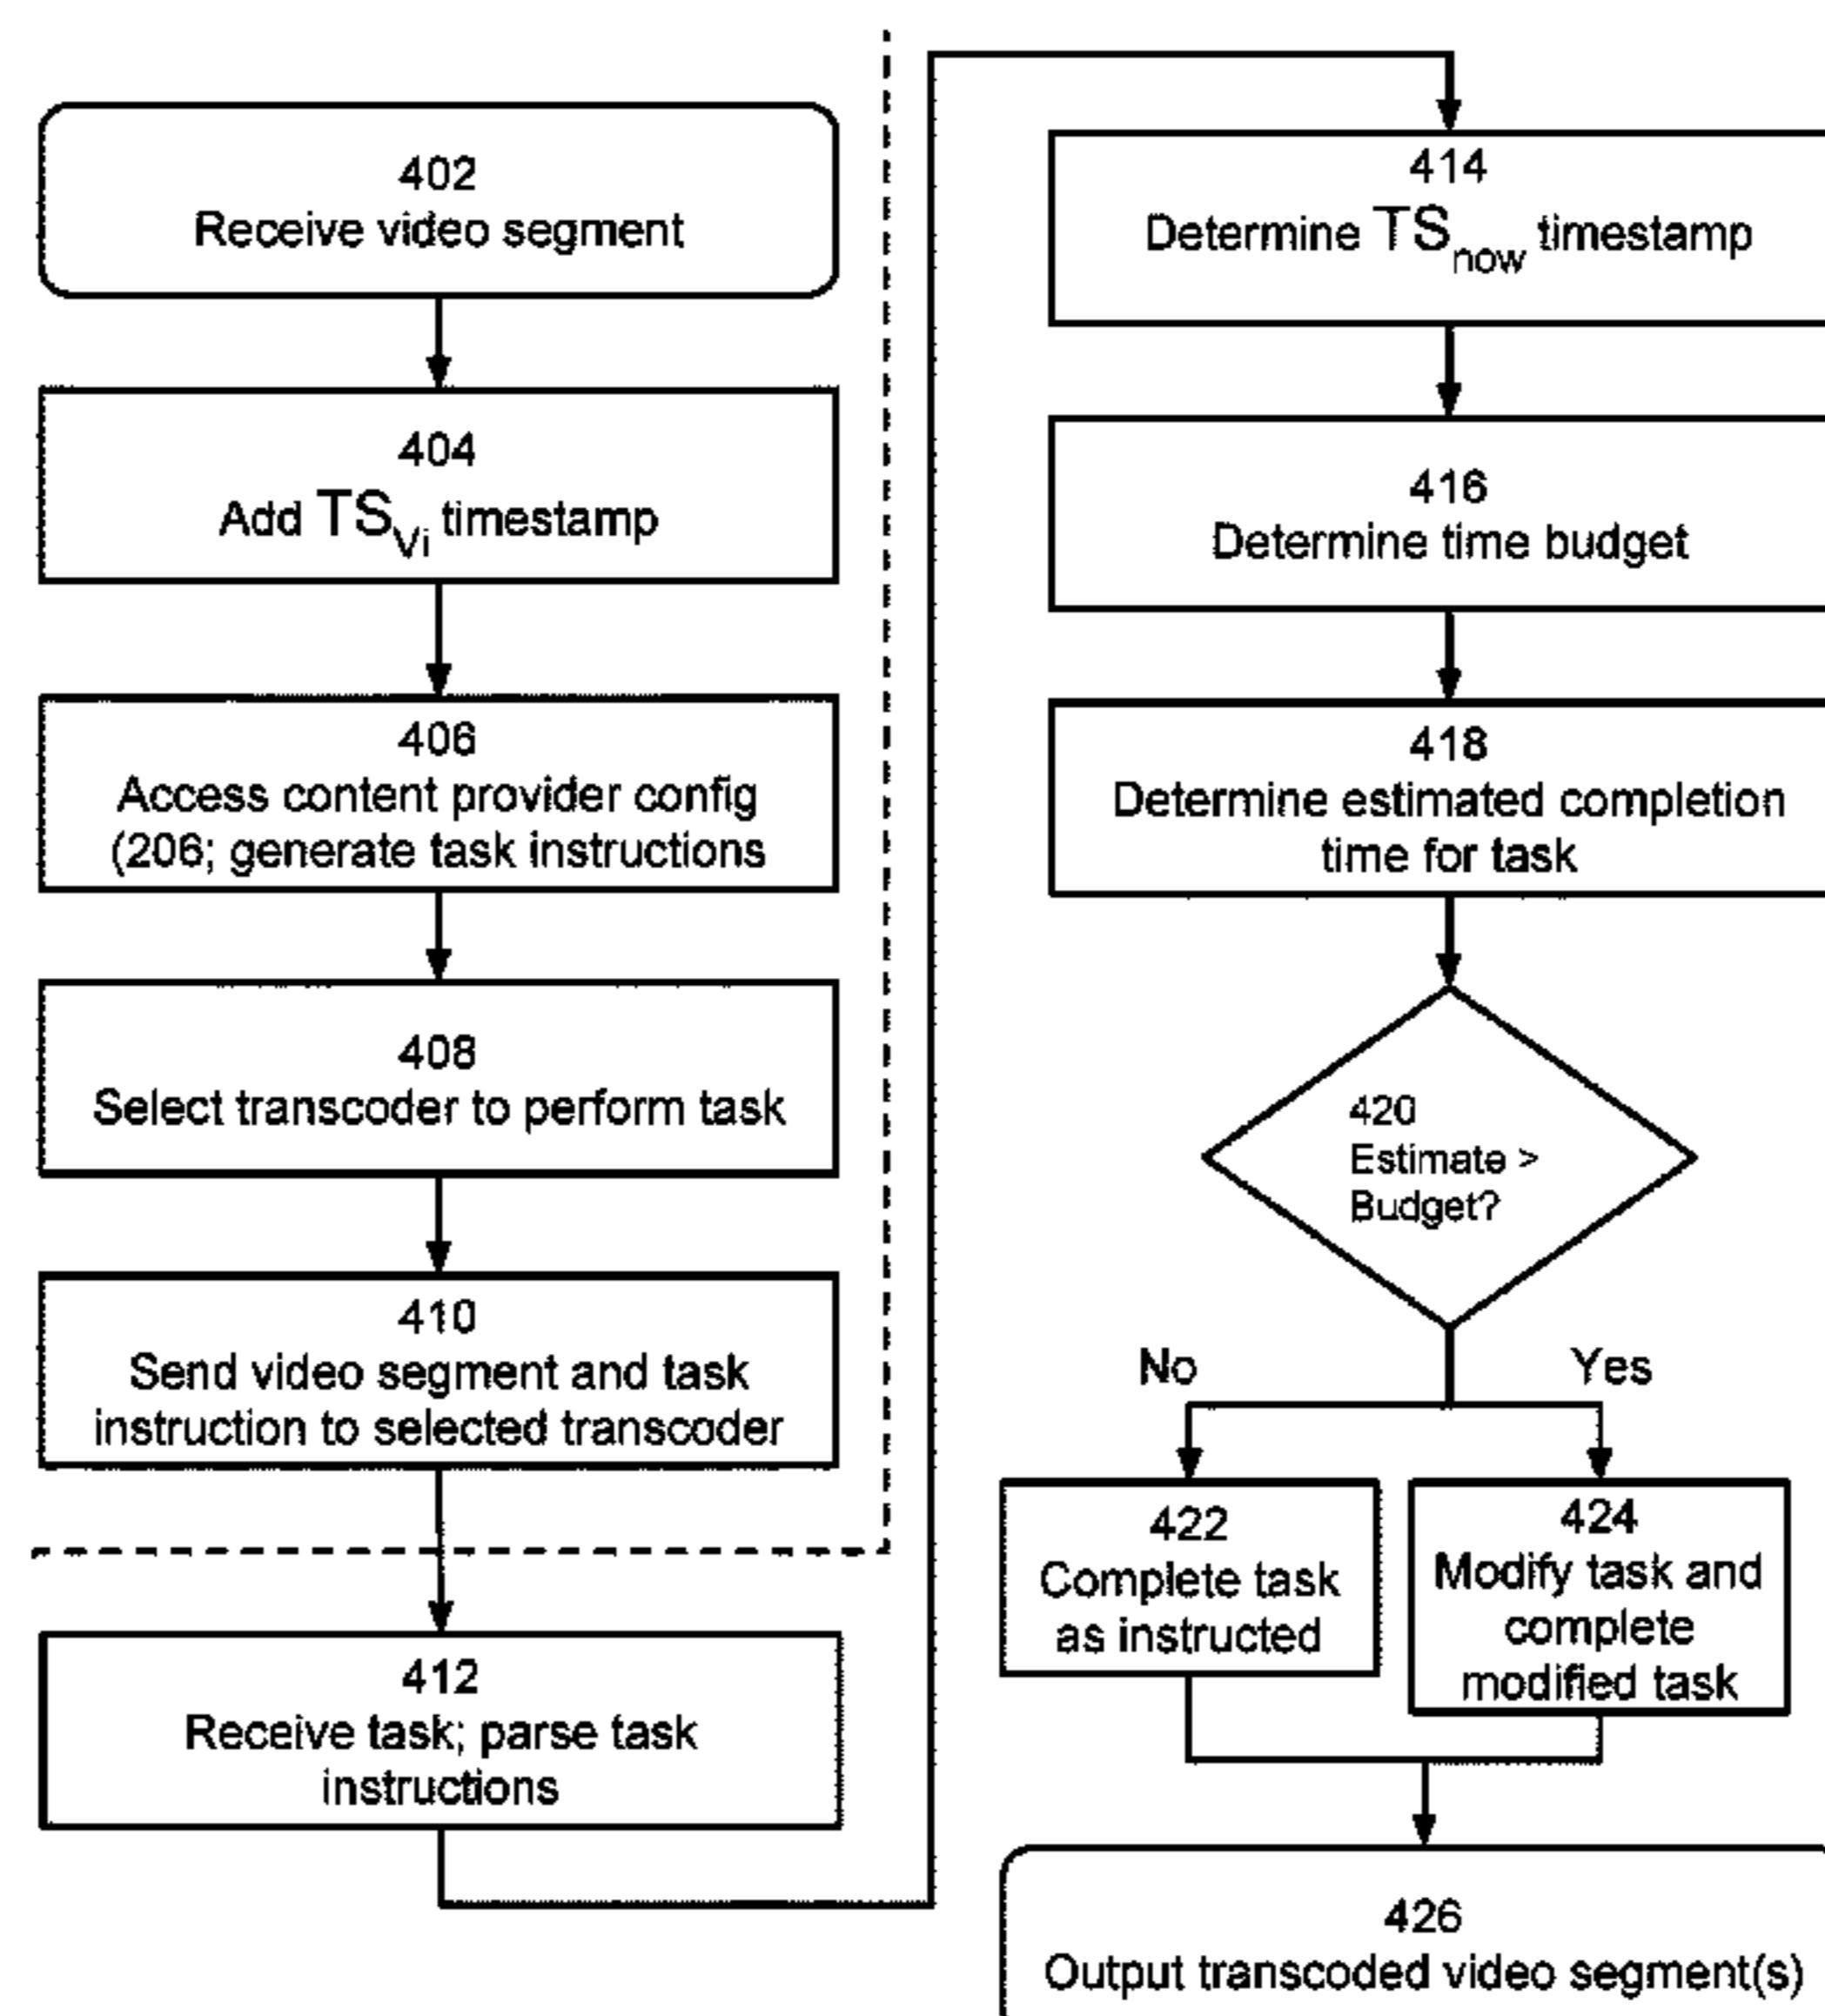 402
Receive video segment
404
Add TSVi timestamp
406
Access content provider config
(206; generate task instructions
408
Select transcoder to perform task
410
Send video segment and task
instruction to selected transcoder
412
Receive task; parse task
instructions
414
Determine TSnow timestamp
416
Determine time budget
418
Determine estimated completion
time for task
420
Estimate >
Budget?
No
Yes
422
Complete task
as instructed
424
Modify task and
complete
modified task
426
Output transcoded video segment(s)